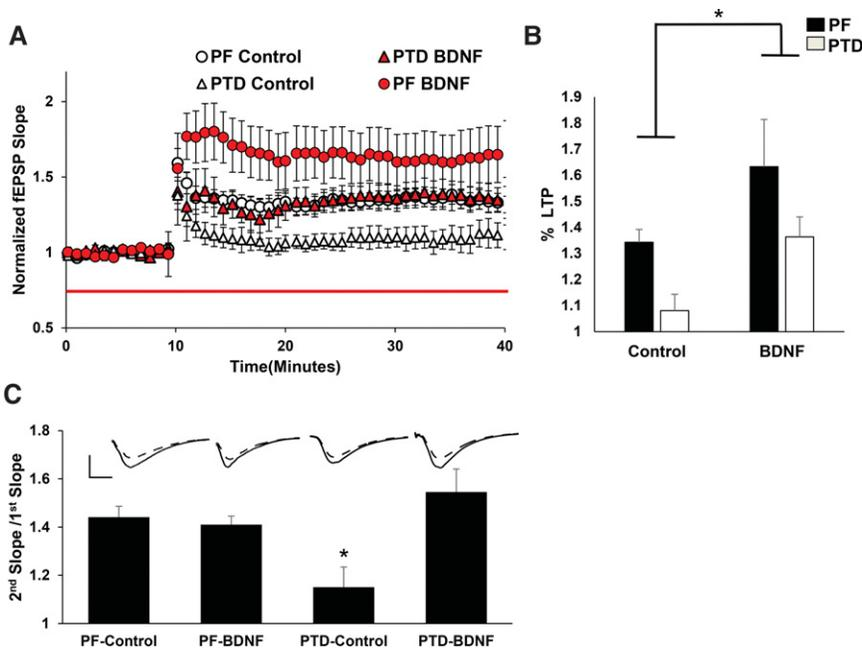 A
PF Control
PTD BDNF
PTD Control
PF BDNF
Normalized fEPSP Slope
2
1.5
1
0.5
0
10
20
30
40
Time(Minutes)
B
*
PF
PTD
% LTP
1.9
1.8
1.7
1.6
1.5
1.4
1.3
1.2
1.1
1
Control
BDNF
C
2nd Slope /1st Slope
1.8
1.6
1.4
1.2
1
*
PF-Control
PF-BDNF
PTD-Control
PTD-BDNF